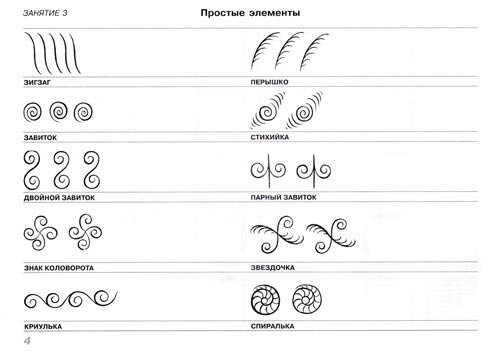 ЗАНЯТИЕ 3
Простые элементы
ЗИГЗАГ
ПЕРЫШКО
ЗАВИТОК
СТИХИЙКА
ДВОЙНОЙ ЗАВИТОК
ПАРНЫЙ ЗАВИТОК
ЗНАК КОЛОВОРОТА
ЗВЕЗДОЧКА
КРИУЛЬКА
СПИРАЛЬКА
4